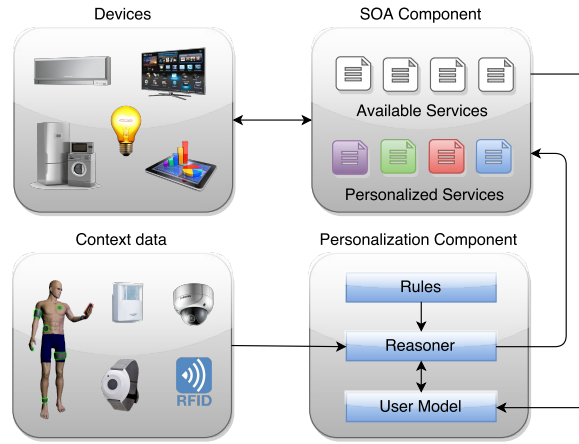 Devices
SOA Component
Available Services
Personalized Services
Context data
Personalization Component
Rules
Reasoner
User Model
RFID